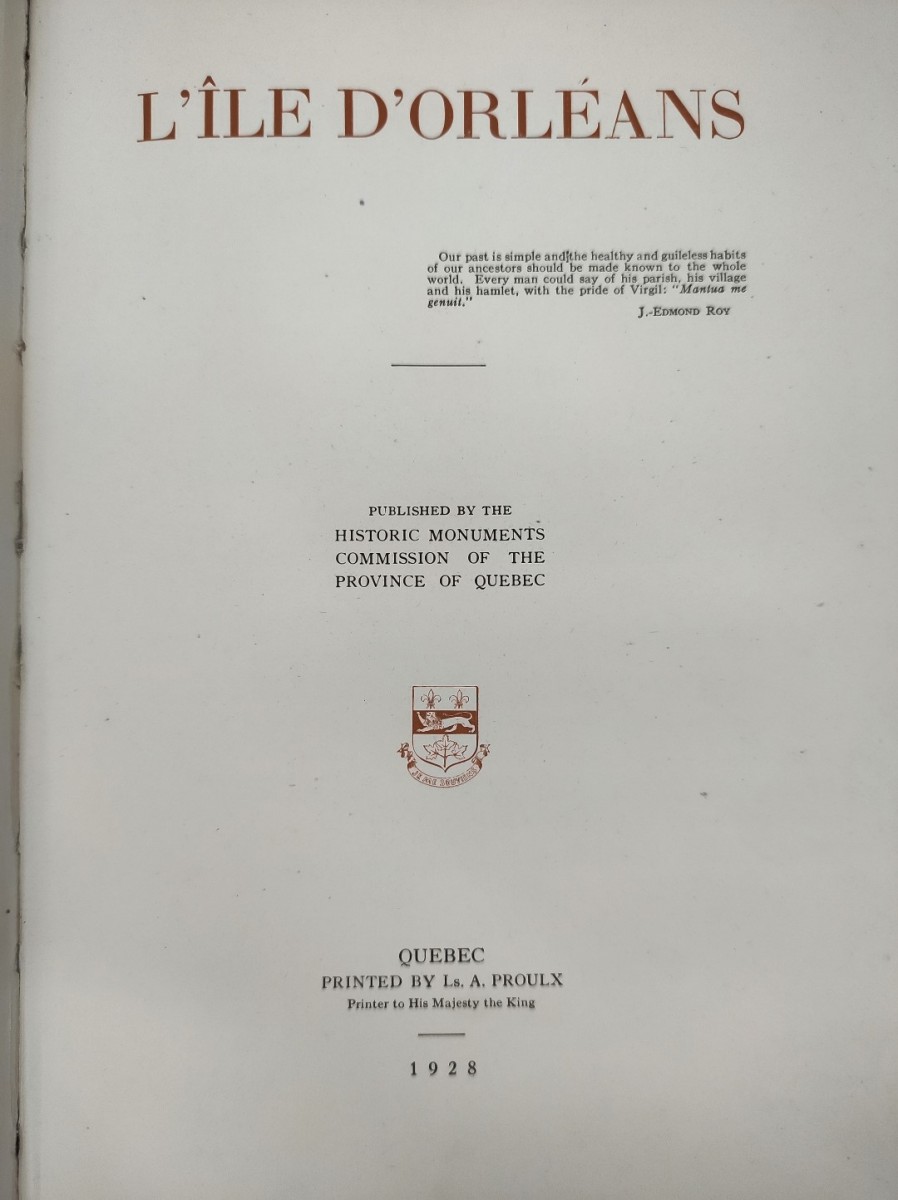 L'ÎLE D'ORLÉANS
Our past is simple and the healthy and guileless habits
of our ancestors should be made known to the whole
world. Every man could say of his parish, his village
and his hamlet, with the pride of Virgil: "Mantua me
genuit."
J.-EDMOND ROY
PUBLISHED BY THE
HISTORIC MONUMENTS
COMMISSION OF THE
PROVINCE OF QUEBEC
JE ME SOUVIENS
QUEBEC
PRINTED BY Ls. A. PROULX
Printer to His Majesty the King
1928